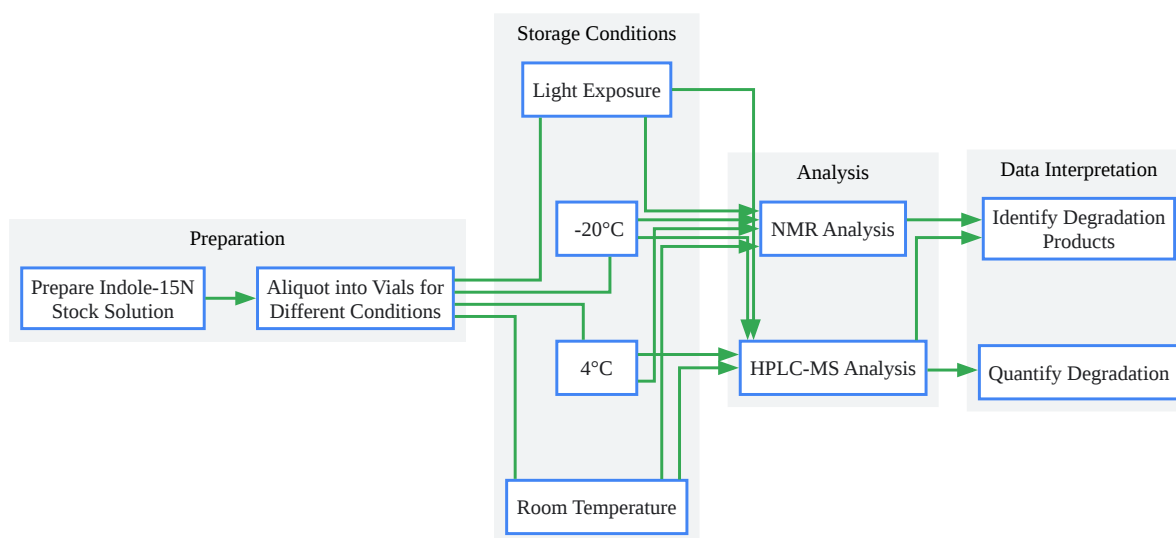 Preparation
Prepare Indole-15N
Stock Solution
Aliquot into Vials for
Different Conditions
Storage Conditions
Light Exposure
-20°C
4°C
Room Temperature
Analysis
NMR Analysis
HPLC-MS Analysis
Data Interpretation
Identify Degradation
Products
Quantify Degradation